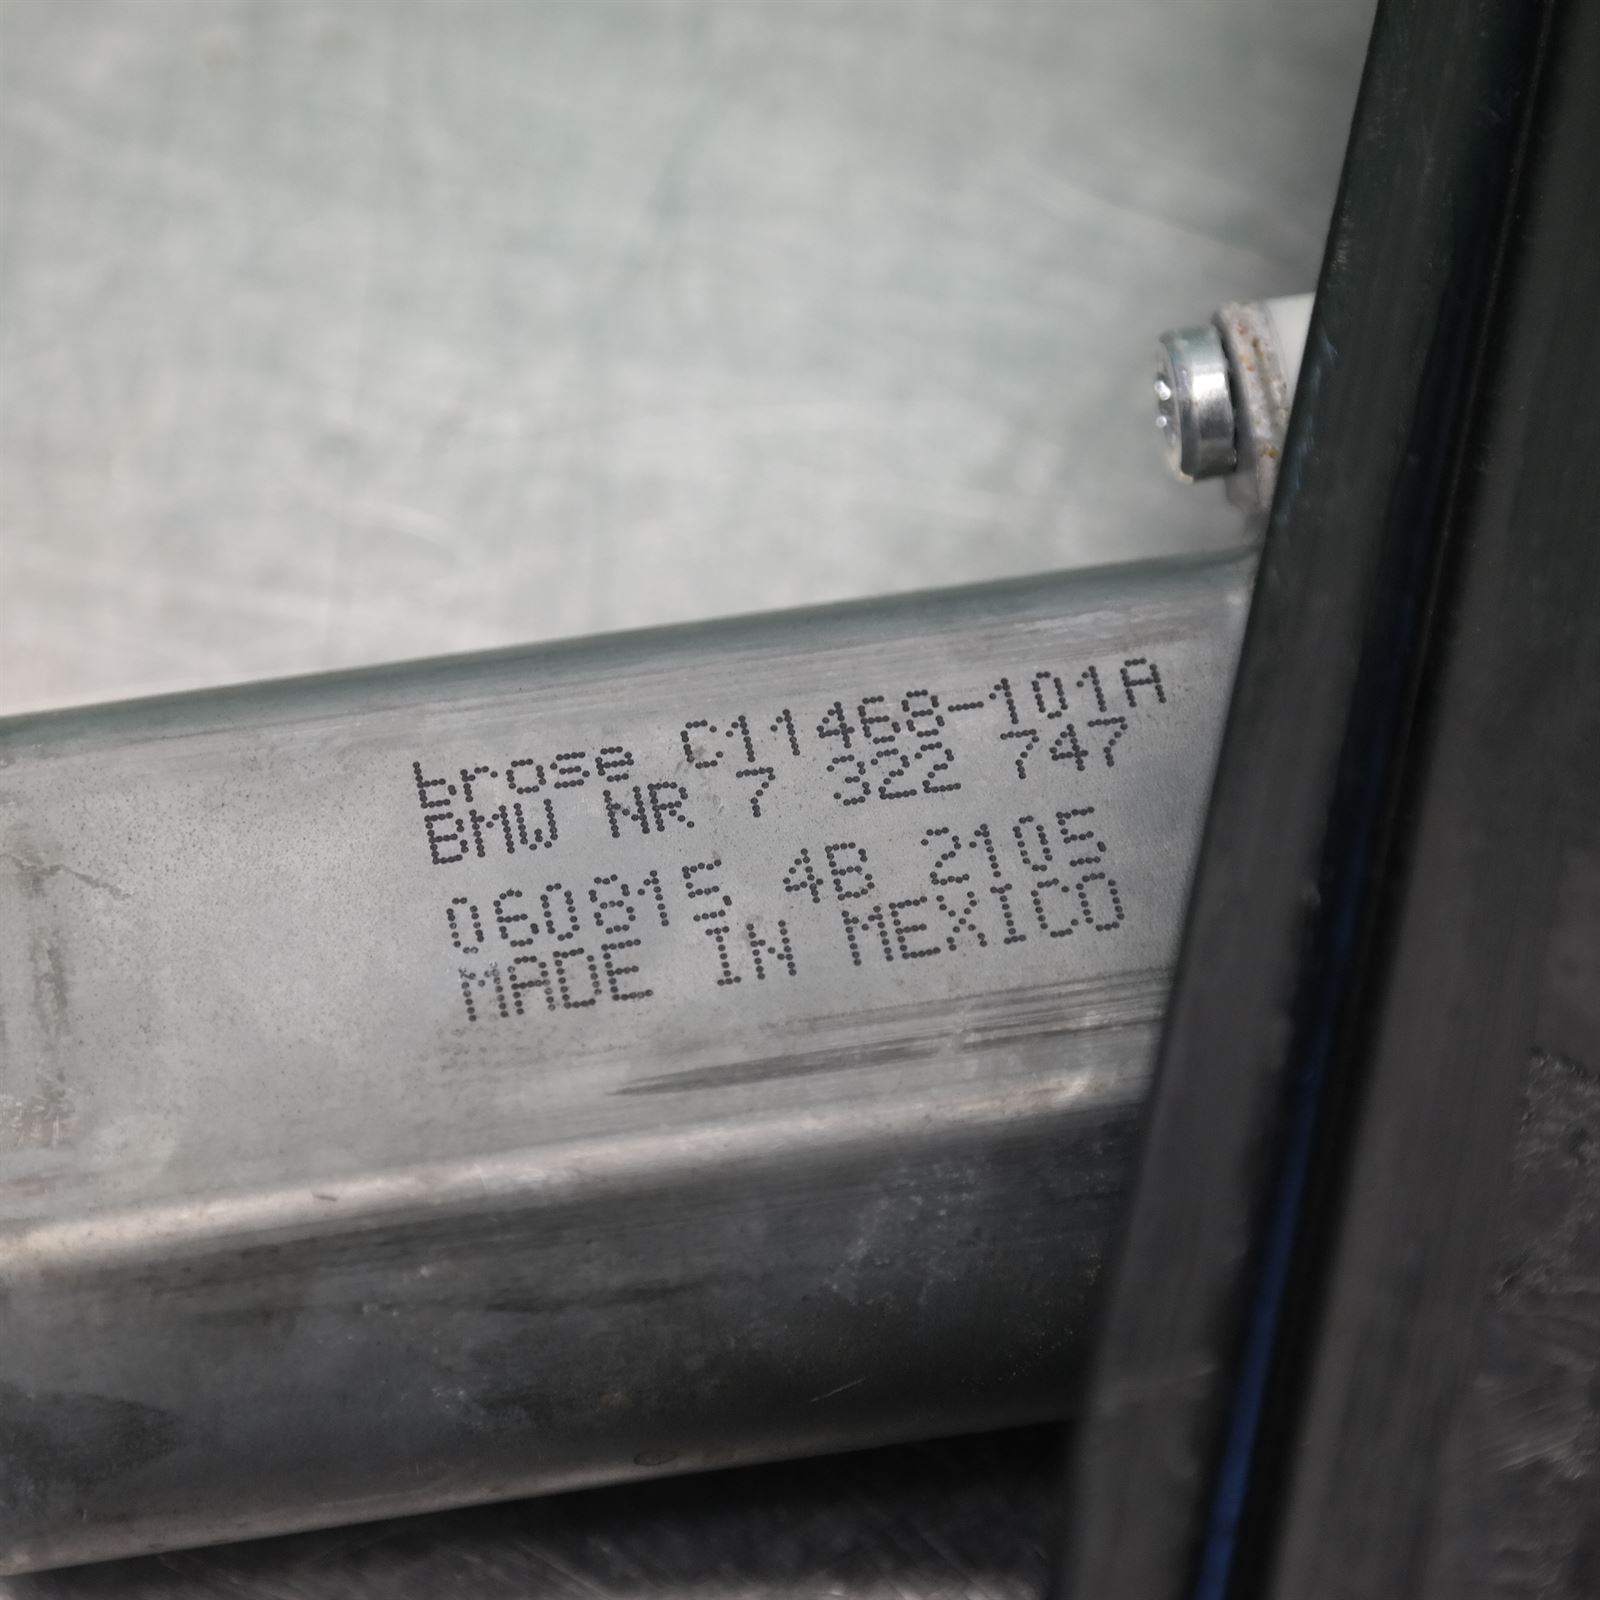 brose C11468-101A
BMW NR 7 322 747
060815 4B 2105
MADE IN MEXICO